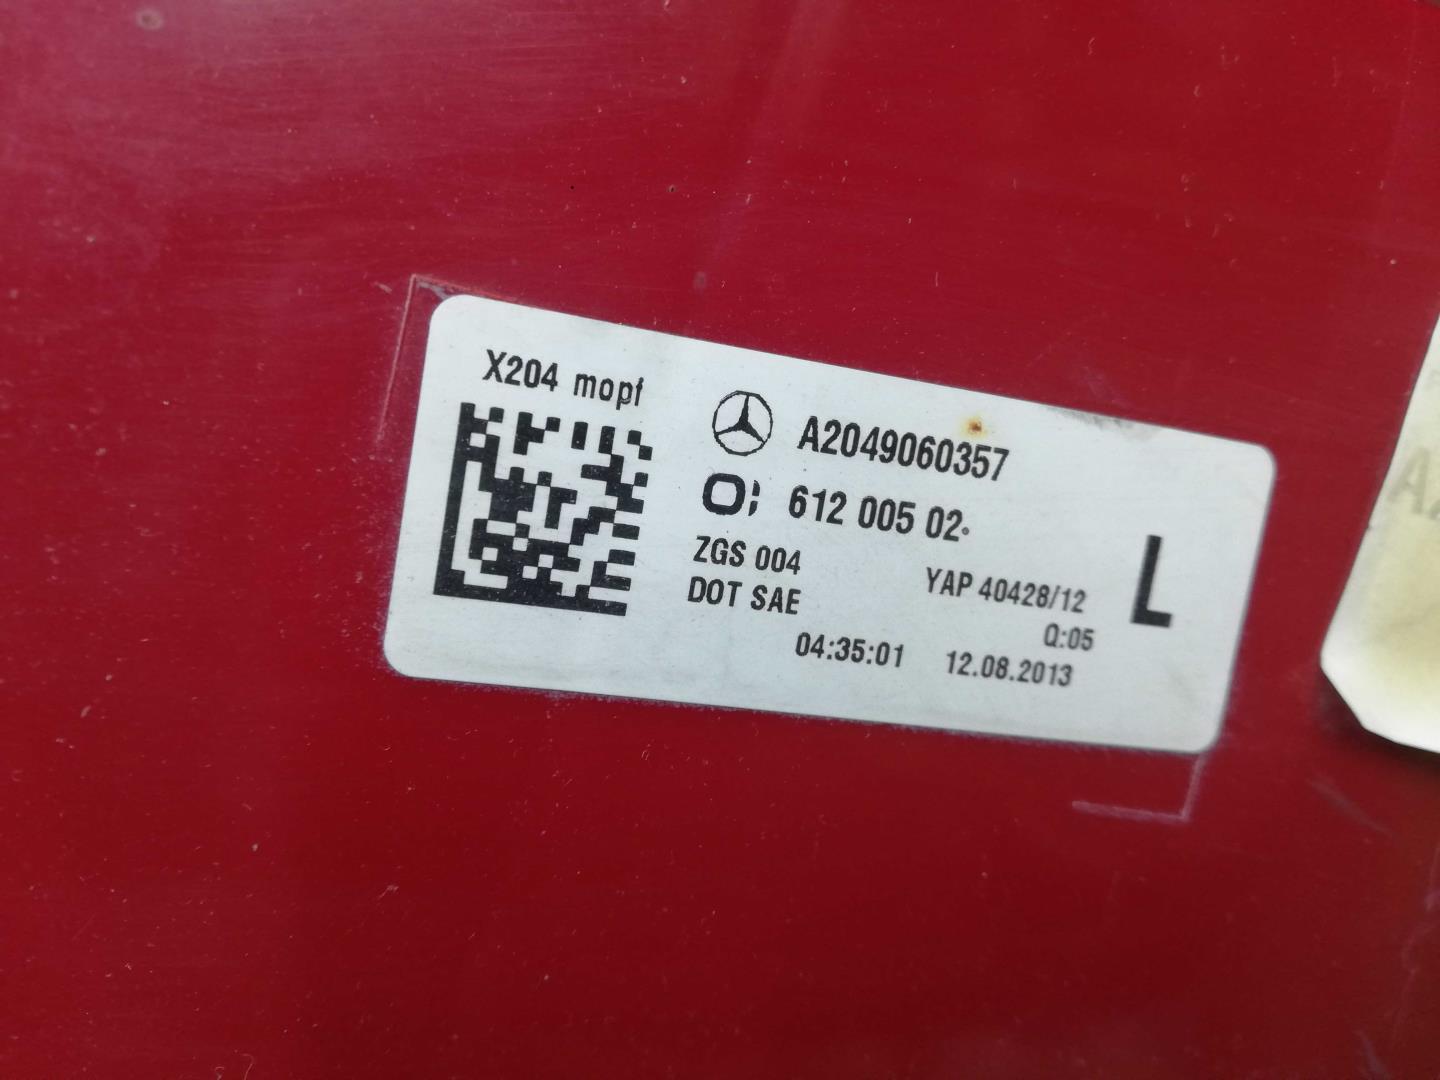 X204 mopf
A2049060357
612 005 02
ZGS 004
DOT SAE
YAP 40428/12
Q:05
04:35:01 12.08.2013
L